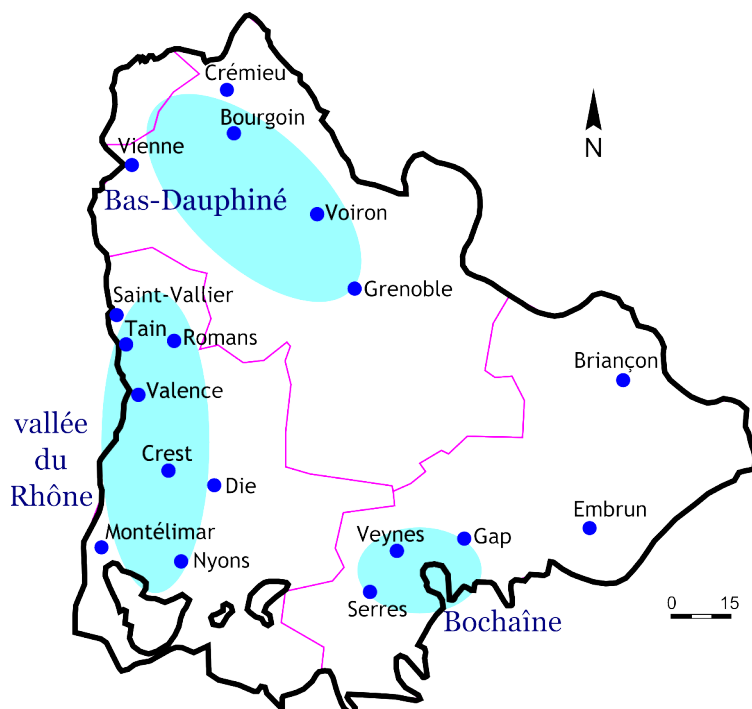 Crémieu
Bourgoin
Vienne
N
Bas-Dauphiné
Voiron
Grenoble
Saint-Vallier
Tain
Romans
Briançon
Valence
vallée
du
Rhône
Crest
Die
Embrun
Montélimar
Veynes
Gap
Nyons
Serres
Bochaîne
0 15